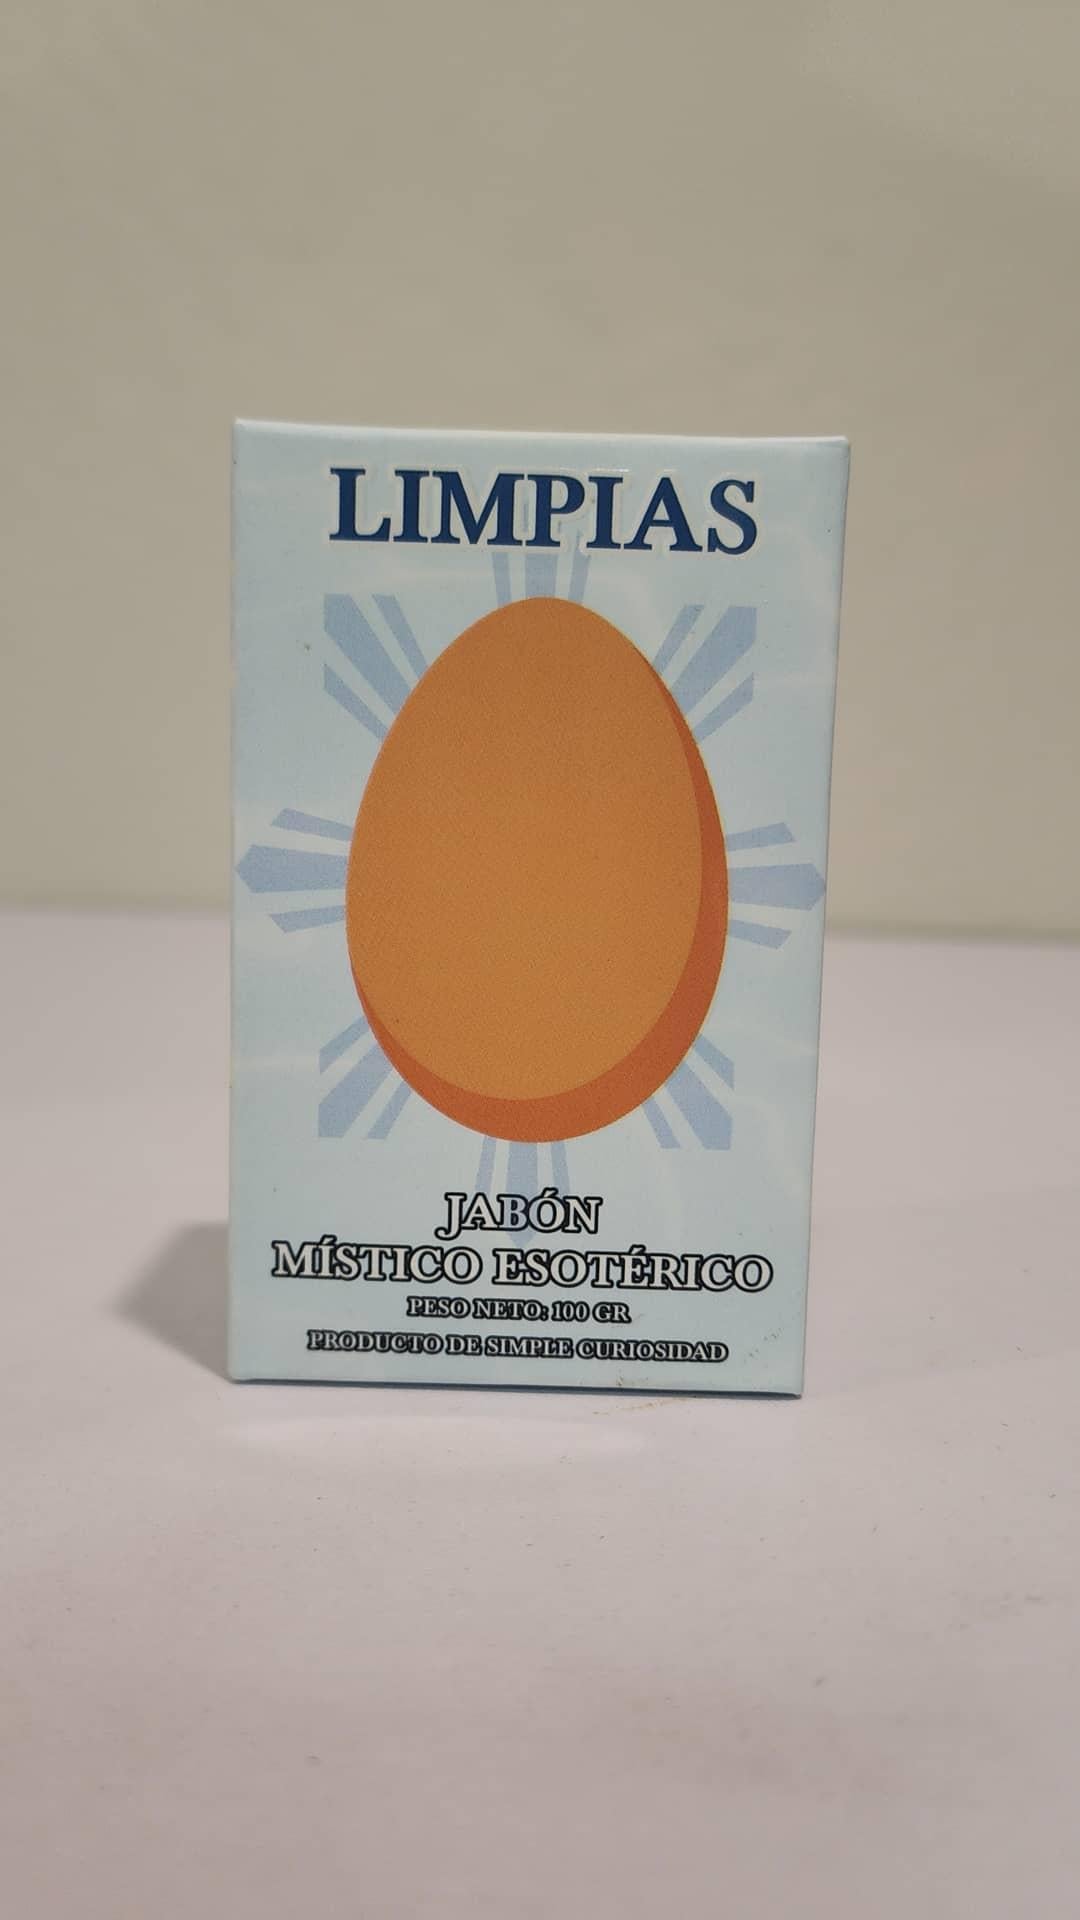 LIMPIAS
JABÓN
MÍSTICO ESOTÉRICO
PESO NETO: 100 GR
PRODUCTO DE SIMPLE CURIOSIDAD